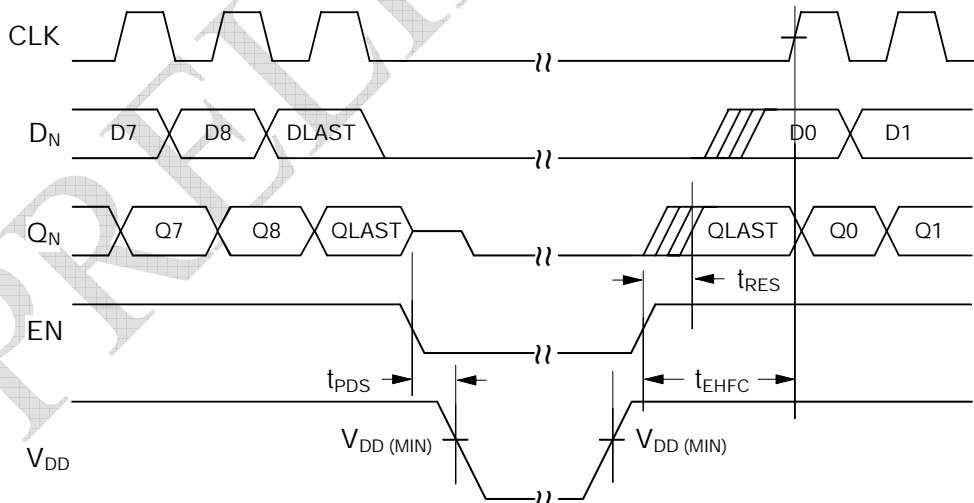 CLK
D_N D7 D8 DLAST D0 D1
Q_N Q7 Q8 QLAST QLAST Q0 Q1
t_RES
EN
t_PDS t_EHFC
V_DD (MIN) V_DD (MIN)
V_DD
PREL